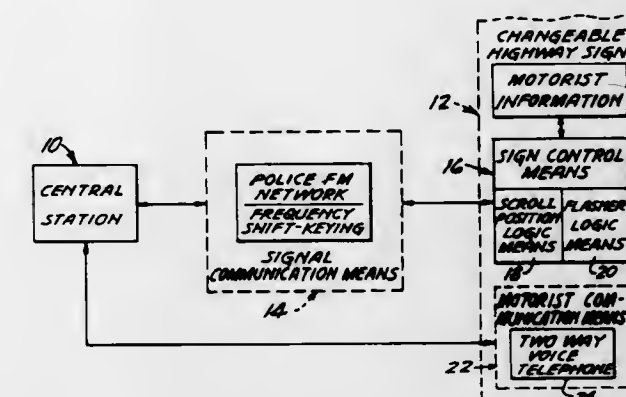 10
CENTRAL
STATION
POLICE FM
NETWORK
FREQUENCY
SHIFT-KEYING
SIGNAL
COMMUNICATION MEANS
14
CHANGEABLE
HIGHWAY SIGN
MOTORIST
INFORMATION
12
16
SIGN CONTROL
MEANS
SCROLL
POSITION
LOGIC
MEANS
18
FLASHER
LOGIC
MEANS
20
MOTORIST COM-
MUNICATION MEANS
TWO WAY
VOICE
TELEPHONE
22
24